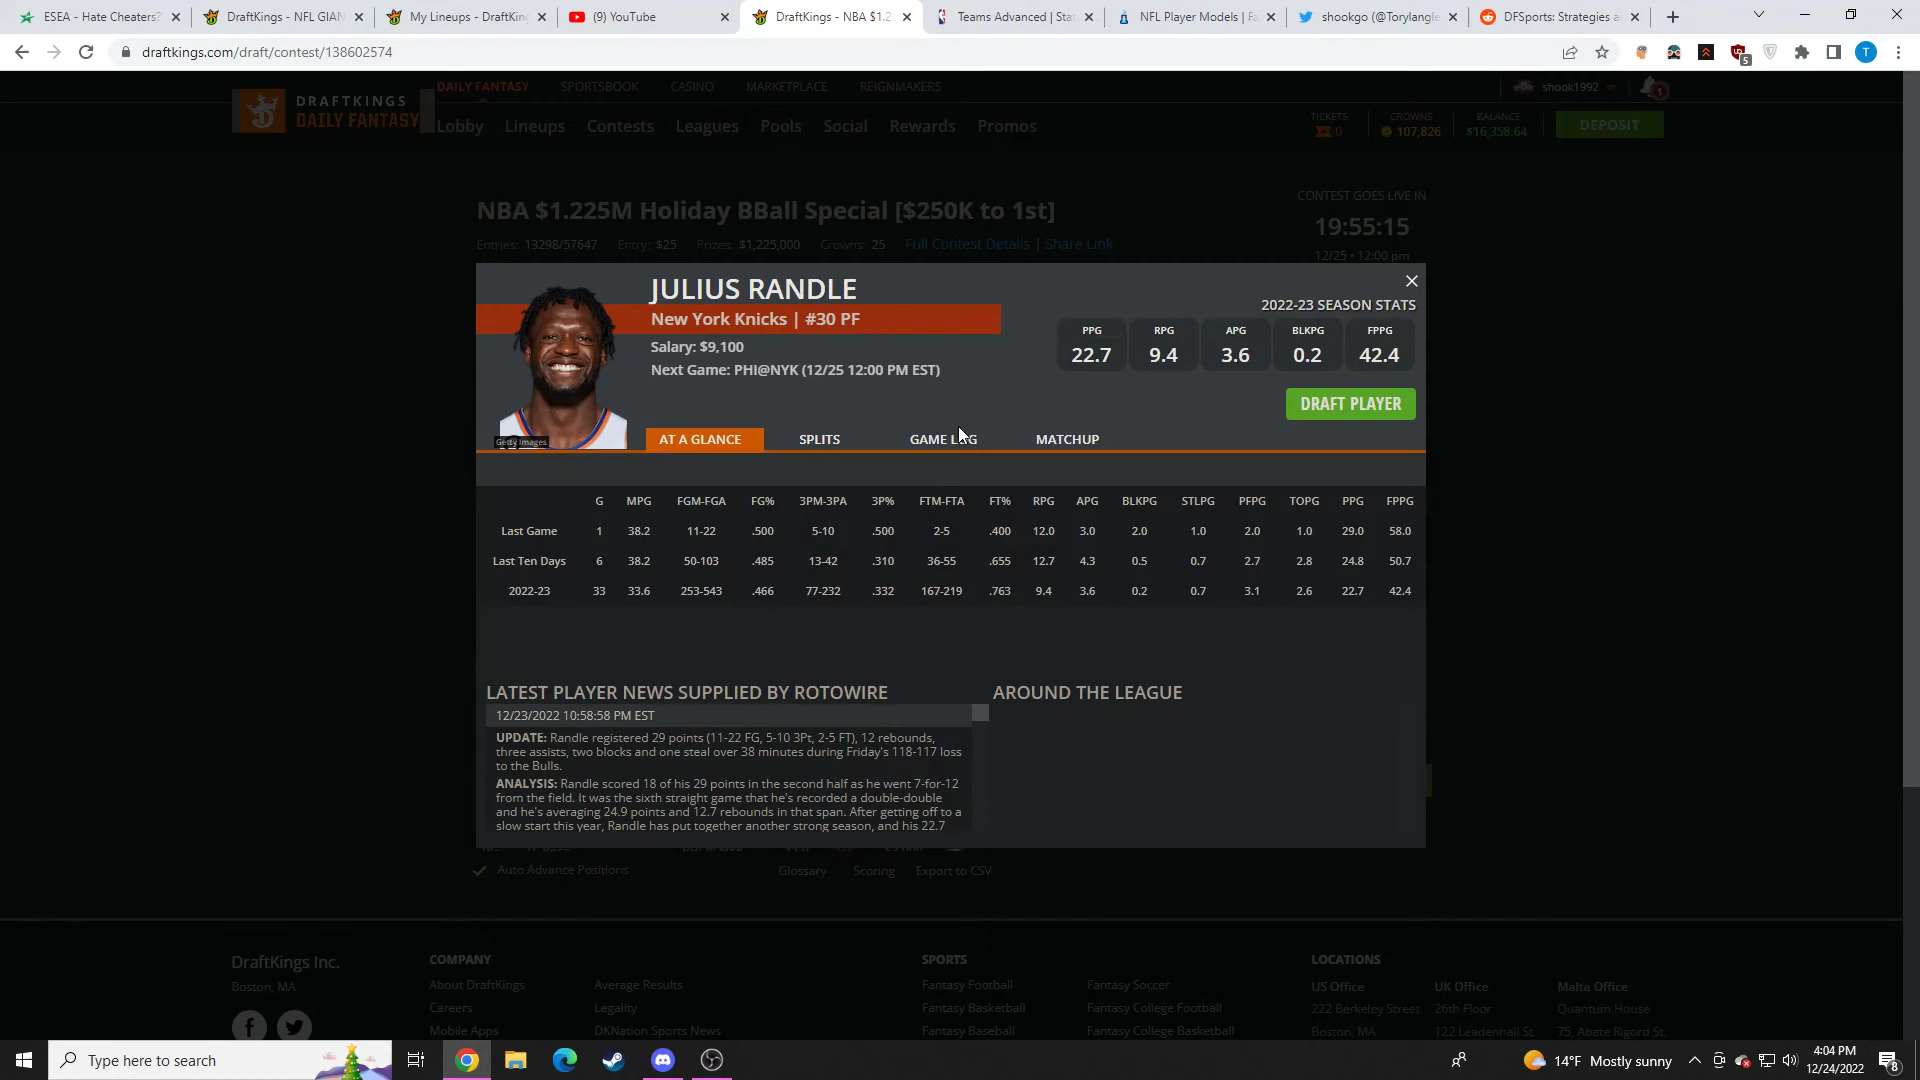 ESEA - Hate Cheaters?
DraftKings - NFL GIAN
My Lineups - DraftKin
(9) YouTube
DraftKings - NBA $1.2
Teams Advanced | Sta
NFL Player Models | Fa
shookgo (@Torylangle
DFSports: Strategies a
draftkings.com/draft/contest/138602574
5
T
DRAFTKINGS
DAILY FANTASY
DAILY FANTASY
SPORTSBOOK
CASINO
MARKETPLACE
REIGNMAKERS
shook1992
1
Lobby
Lineups
Contests
Leagues
Pools
Social
Rewards
Promos
TICKETS
0
CROWNS
107,826
BALANCE
$16,358.64
DEPOSIT
NBA $1.225M Holiday BBall Special [$250K to 1st]
Entries: 13298/57647 Entry: $25 Prizes: $1,225,000 Crowns: 25 Full Contest Details | Share Link
CONTEST GOES LIVE IN
19:55:15
12/25 • 12:00 pm
JULIUS RANDLE
New York Knicks | #30 PF
Salary: $9,100
Next Game: PHI@NYK (12/25 12:00 PM EST)
Getty Images
2022-23 SEASON STATS
PPG RPG APG BLKPG FPPG
22.7 9.4 3.6 0.2 42.4
DRAFT PLAYER
AT A GLANCE SPLITS GAME LOG MATCHUP
G MPG FGM-FGA FG% 3PM-3PA 3P% FTM-FTA FT% RPG APG BLKPG STLPG PFPG TOPG PPG FPPG
Last Game 1 38.2 11-22 .500 5-10 .500 2-5 .400 12.0 3.0 2.0 1.0 2.0 1.0 29.0 58.0
Last Ten Days 6 38.2 50-103 .485 13-42 .310 36-55 .655 12.7 4.3 0.5 0.7 2.7 2.8 24.8 50.7
2022-23 33 33.6 253-543 .466 77-232 .332 167-219 .763 9.4 3.6 0.2 0.7 3.1 2.6 22.7 42.4
LATEST PLAYER NEWS SUPPLIED BY ROTOWIRE
AROUND THE LEAGUE
12/23/2022 10:58:58 PM EST
UPDATE: Randle registered 29 points (11-22 FG, 5-10 3Pt, 2-5 FT), 12 rebounds,
three assists, two blocks and one steal over 38 minutes during Friday's 118-117 loss
to the Bulls.
ANALYSIS: Randle scored 18 of his 29 points in the second half as he went 7-for-12
from the field. It was the sixth straight game that he's recorded a double-double
and he's averaging 24.9 points and 12.7 rebounds in that span. After getting off to a
slow start this year, Randle has put together another strong season, and his 22.7
Auto Advance Positions
Glossary
Scoring
Export to CSV
DraftKings Inc.
Boston, MA
COMPANY
About DraftKings
Careers
Mobile Apps
Average Results
Legality
DKNation Sports News
SPORTS
Fantasy Football
Fantasy Basketball
Fantasy Baseball
Fantasy Soccer
Fantasy College Football
Fantasy College Basketball
LOCATIONS
US Office
222 Berkeley Street
Boston, MA
UK Office
26th Floor
122 Leadenhall St
Malta Office
Quantum House
75, Abate Rigord St.
Type here to search
14°F Mostly sunny
4:04 PM
12/24/2022
8